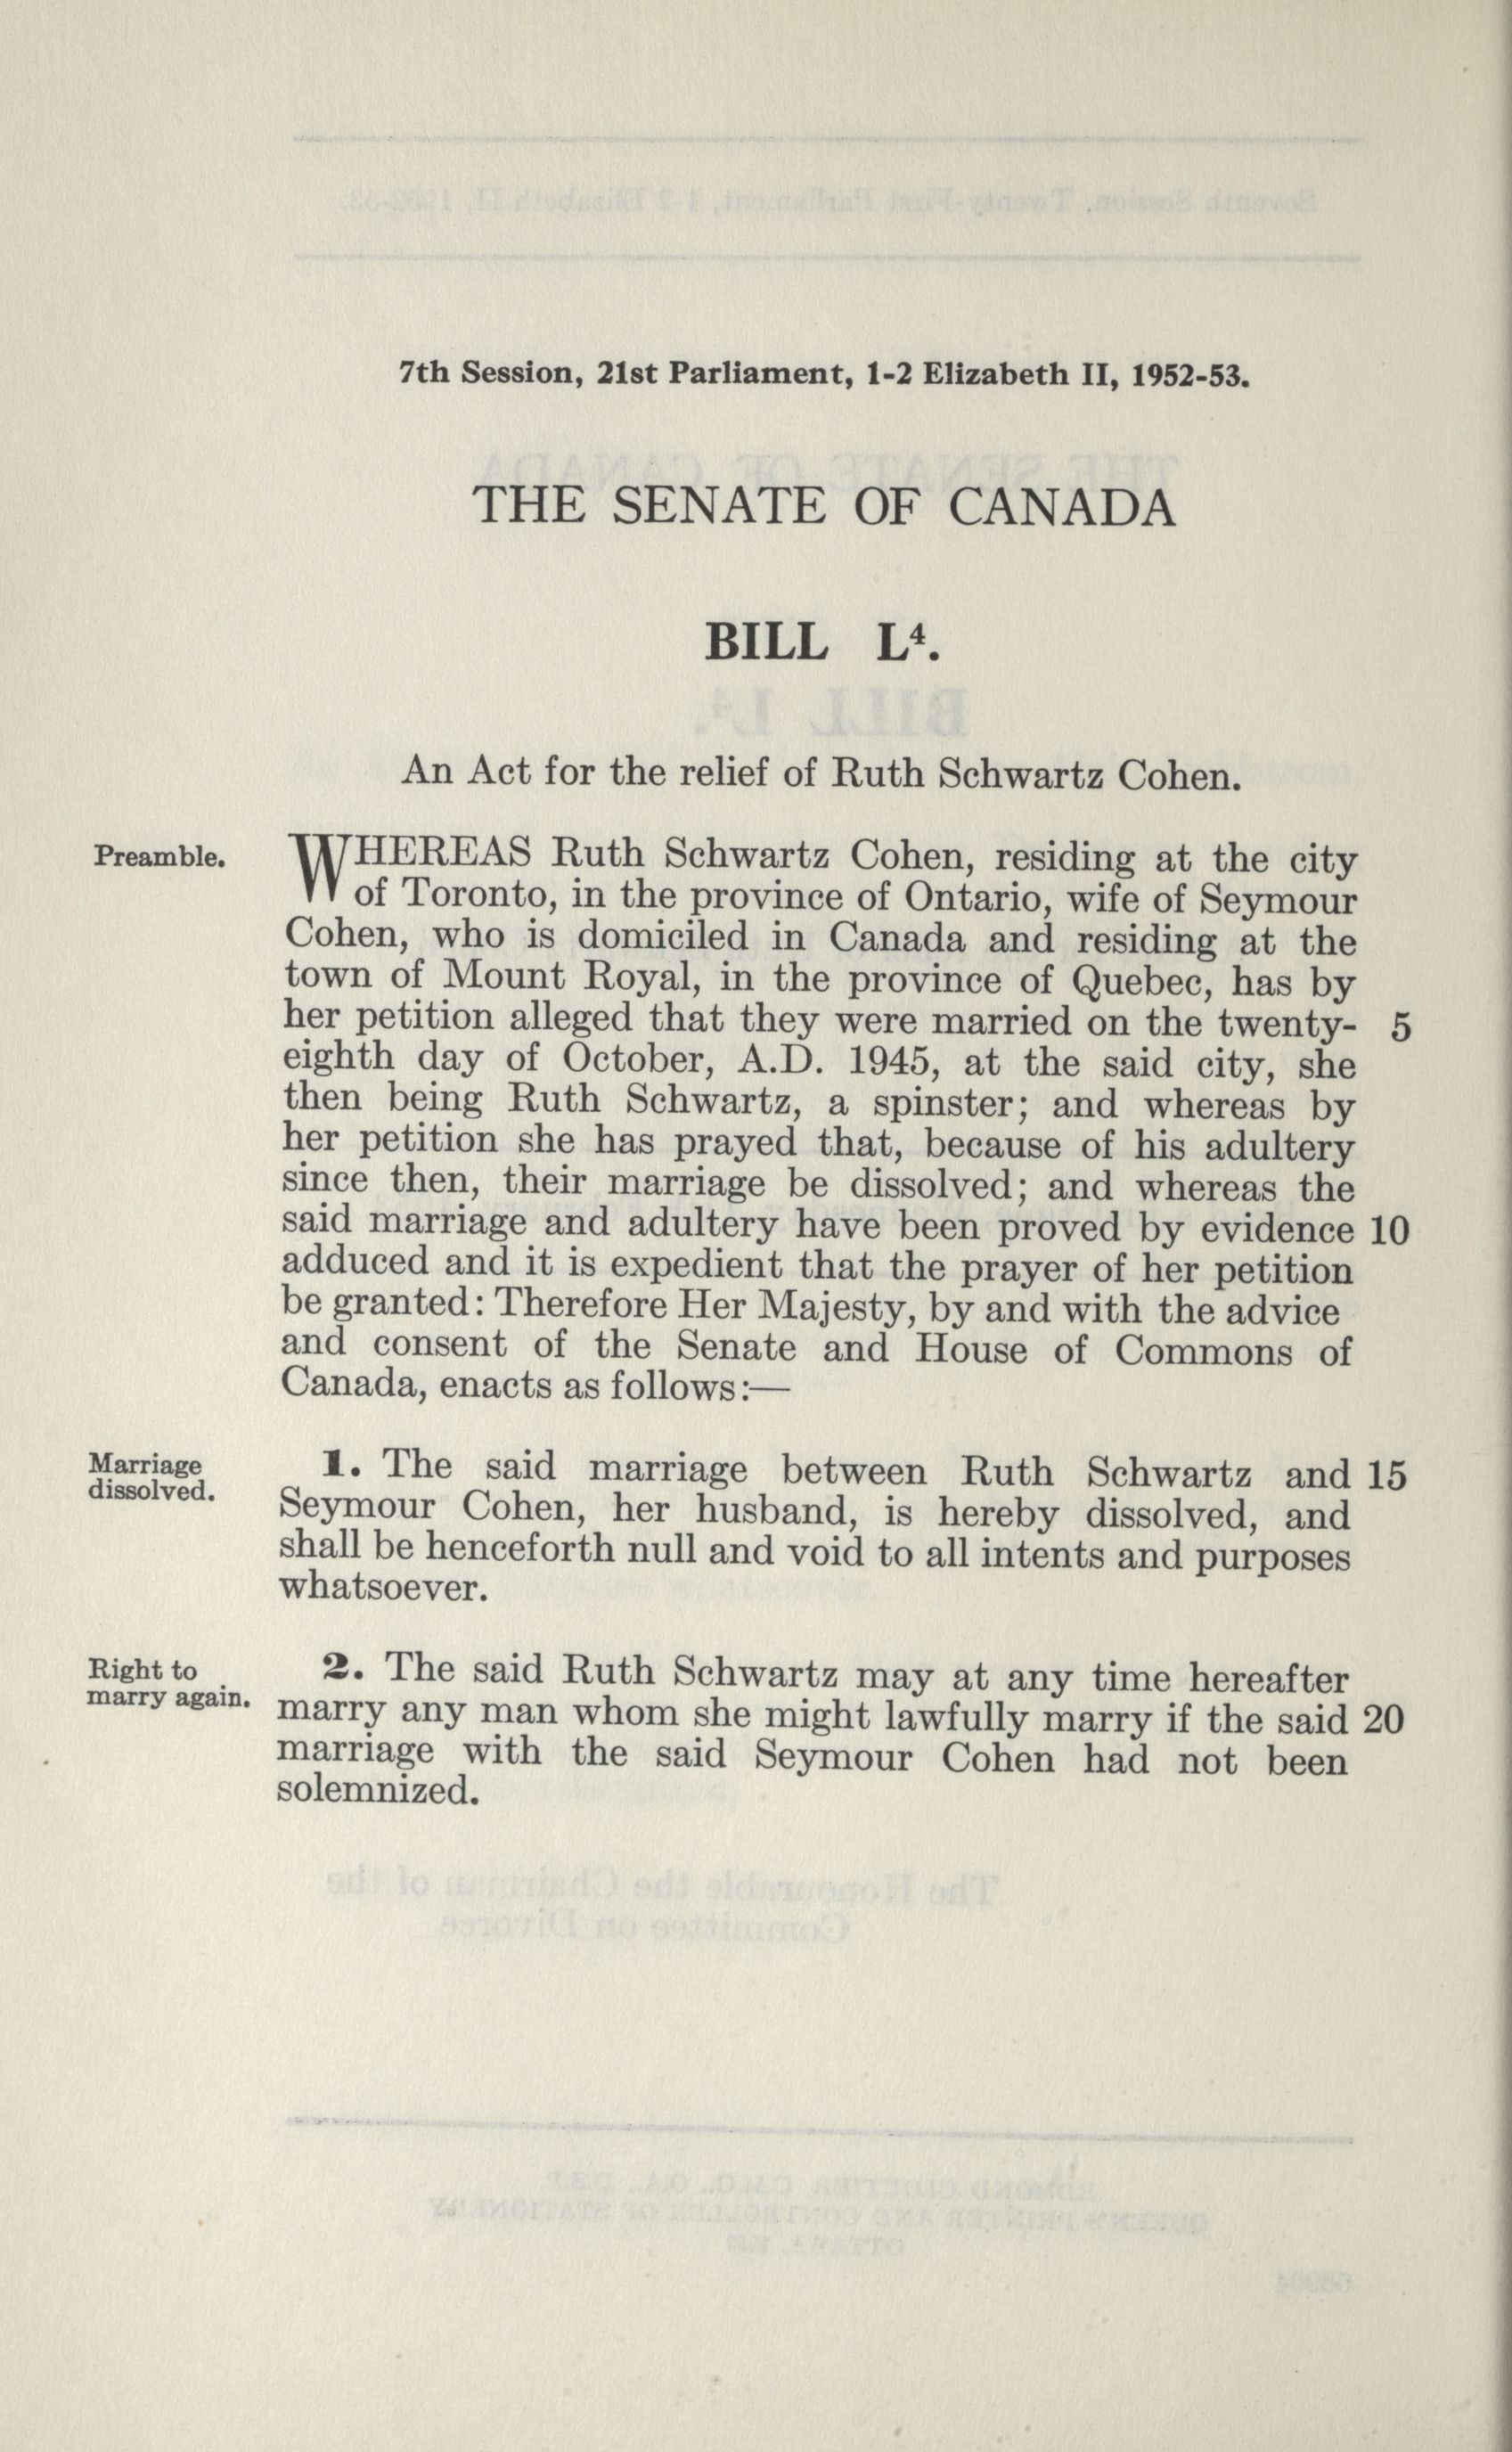 7th Session, 21st Parliament, 1-2 Elizabeth II, 1952-53.
THE SENATE OF CANADA
BILL L⁴.
An Act for the relief of Ruth Schwartz Cohen.
Preamble.
WHEREAS Ruth Schwartz Cohen, residing at the city
of Toronto, in the province of Ontario, wife of Seymour
Cohen, who is domiciled in Canada and residing at the
town of Mount Royal, in the province of Quebec, has by
her petition alleged that they were married on the twenty- 5
eighth day of October, A.D. 1945, at the said city, she
then being Ruth Schwartz, a spinster; and whereas by
her petition she has prayed that, because of his adultery
since then, their marriage be dissolved; and whereas the
said marriage and adultery have been proved by evidence 10
adduced and it is expedient that the prayer of her petition
be granted: Therefore Her Majesty, by and with the advice
and consent of the Senate and House of Commons of
Canada, enacts as follows:—
Marriage
dissolved.
1. The said marriage between Ruth Schwartz and 15
Seymour Cohen, her husband, is hereby dissolved, and
shall be henceforth null and void to all intents and purposes
whatsoever.
Right to
marry again.
2. The said Ruth Schwartz may at any time hereafter
marry any man whom she might lawfully marry if the said 20
marriage with the said Seymour Cohen had not been
solemnized.